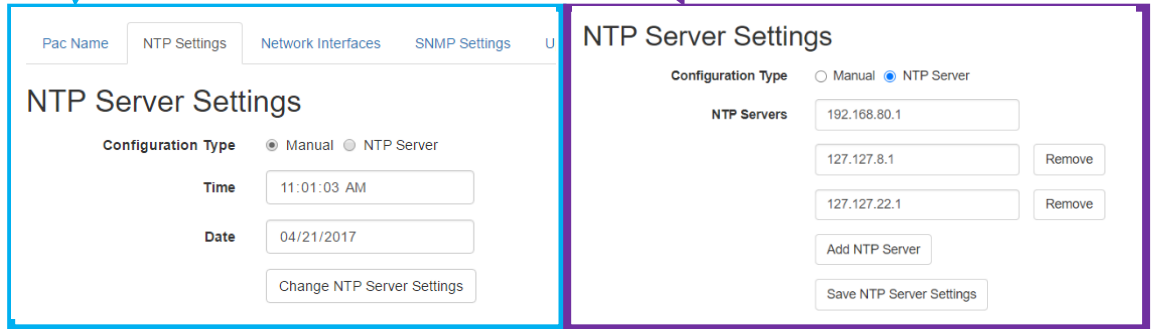 Pac Name NTP Settings Network Interfaces SNMP Settings U
NTP Server Settings
Configuration Type Manual NTP Server
Time 11:01:03 AM
Date 04/21/2017
Change NTP Server Settings
NTP Server Settings
Configuration Type Manual NTP Server
NTP Servers 192.168.80.1
127.127.8.1 Remove
127.127.22.1 Remove
Add NTP Server
Save NTP Server Settings